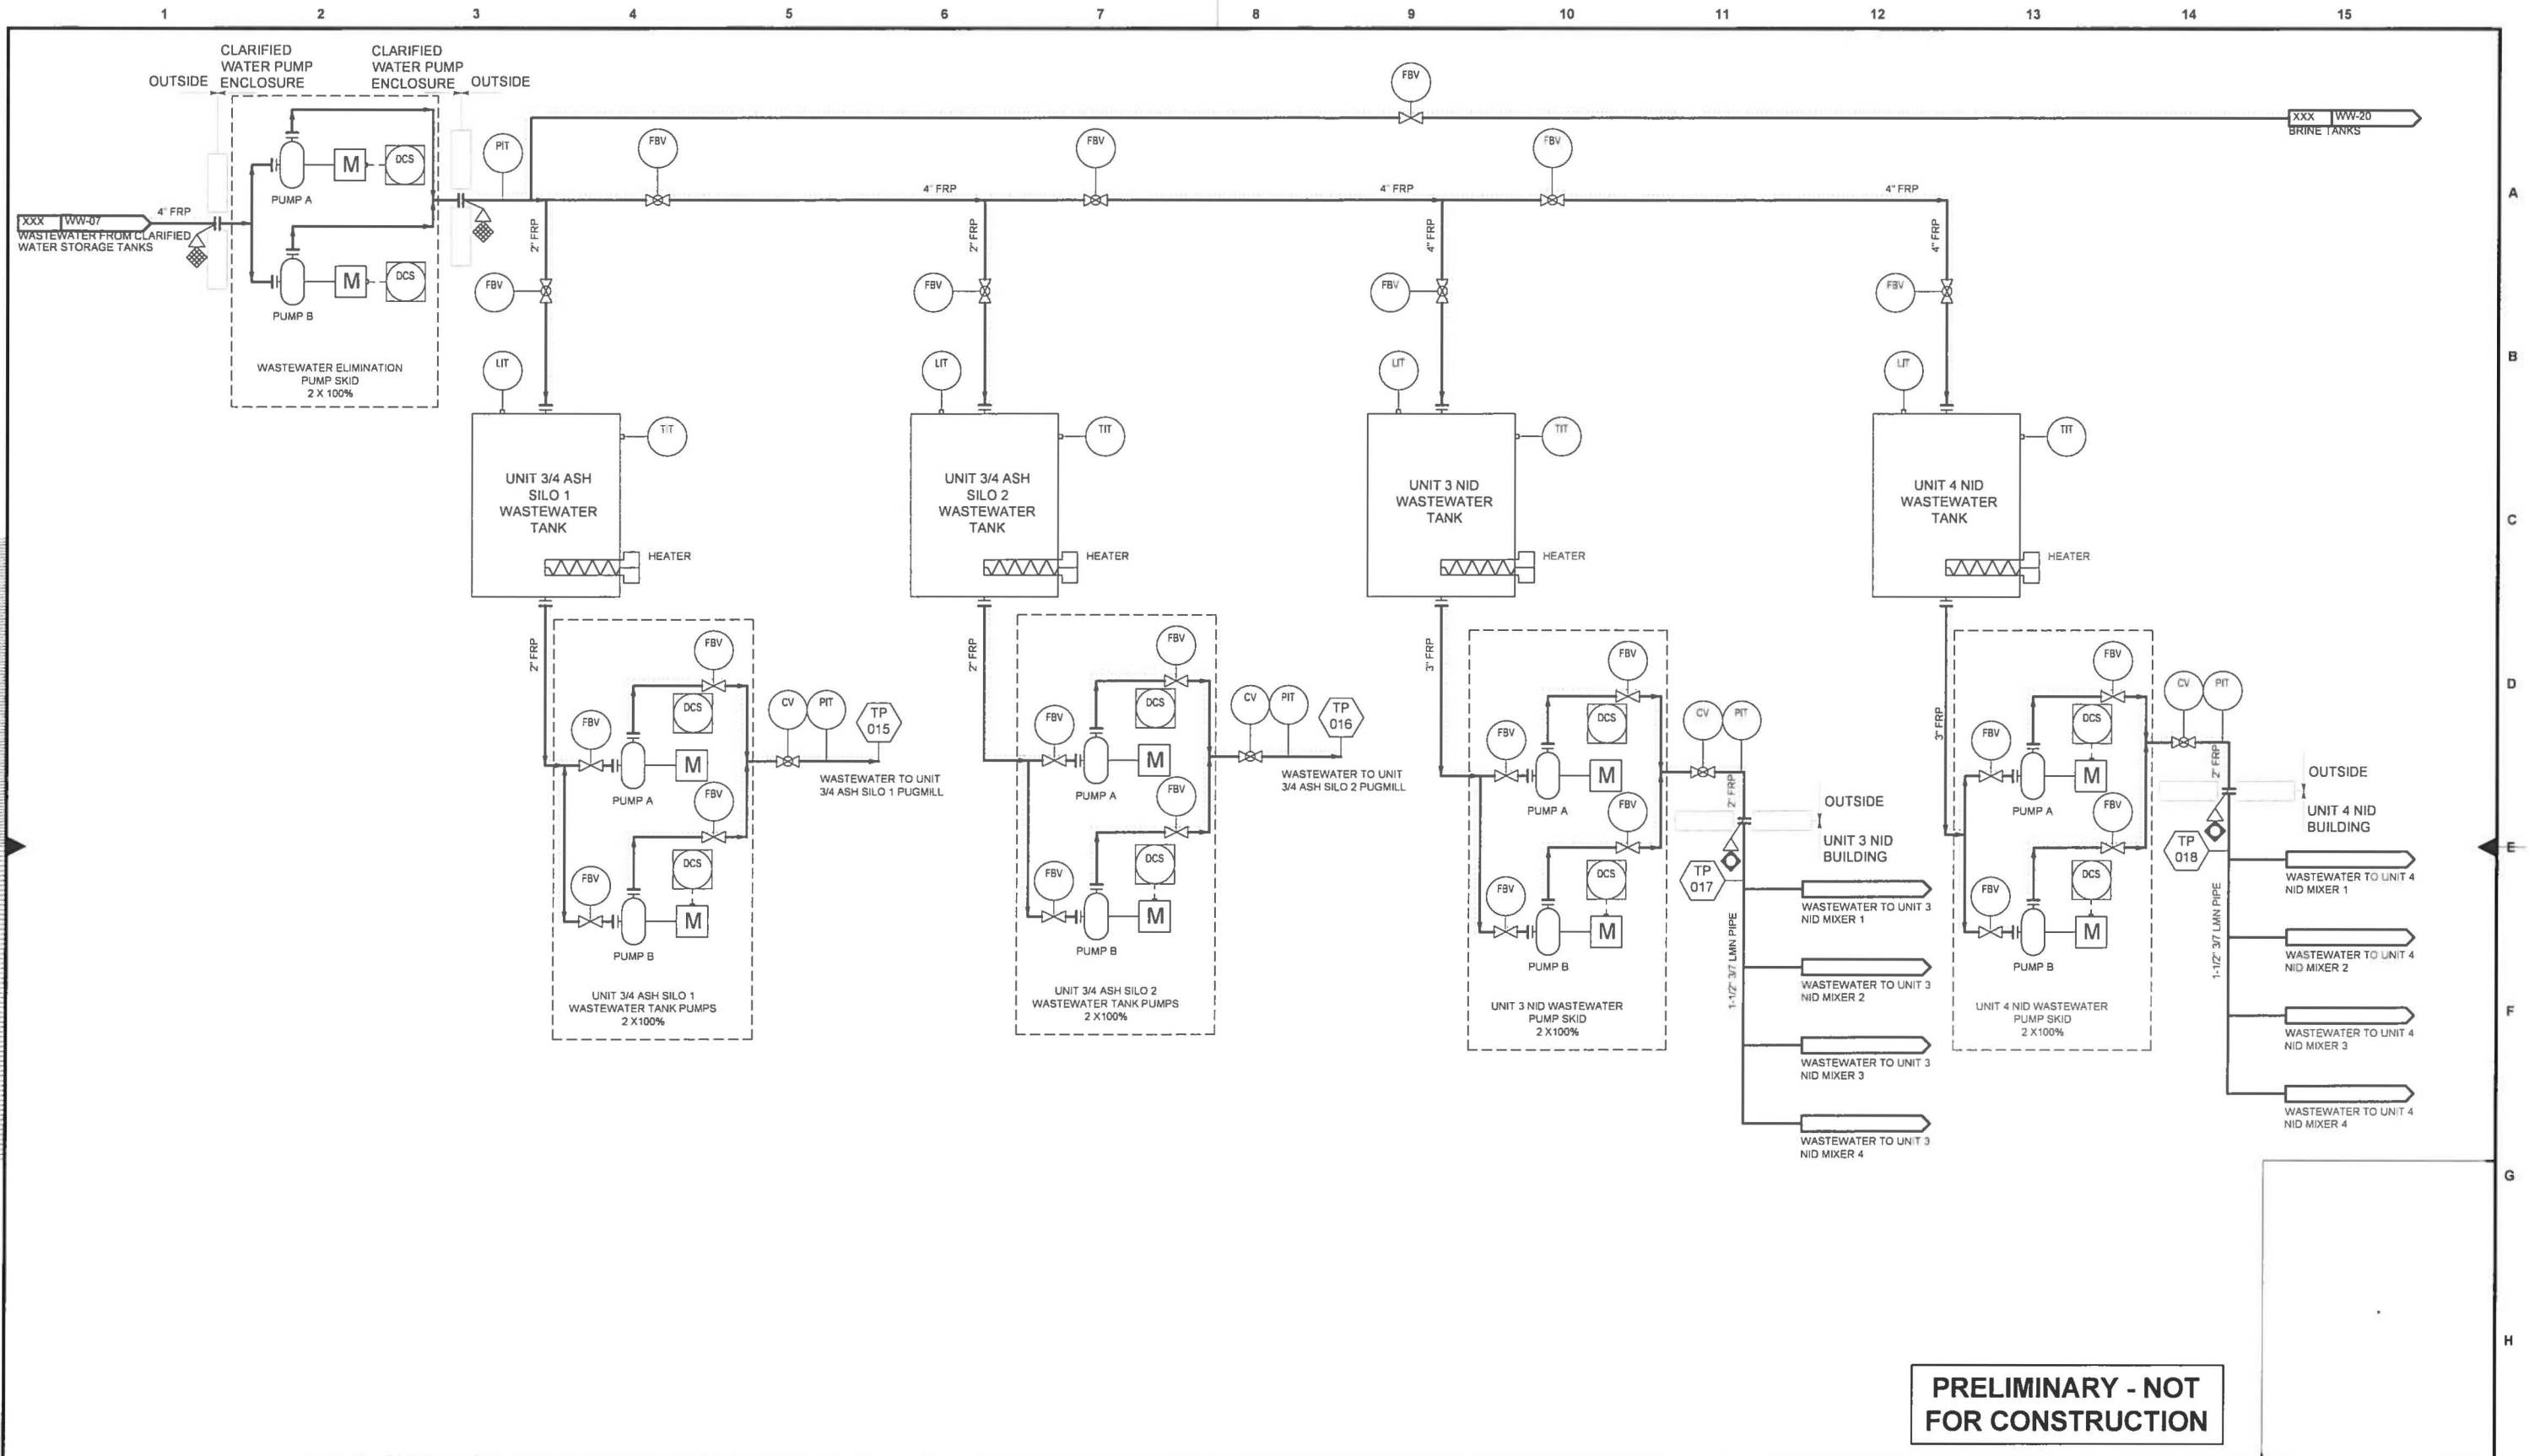 1 2 3 4 5 6 7 8 9 10 11 12 13 14 15
CLARIFIED
WATER PUMP
ENCLOSURE
OUTSIDE
CLARIFIED
WATER PUMP
ENCLOSURE
OUTSIDE
FBV
XXX WW-20
BRINE TANKS
PUMP A
M
DCS
PUMP B
M
DCS
WASTEWATER ELIMINATION
PUMP SKID
2 X 100%
XXX WW-07
WASTEWATER FROM CLARIFIED
WATER STORAGE TANKS
4" FRP
PIT
FBV
4" FRP
FBV
4" FRP
FBV
4" FRP
A
2" FRP
FBV
2" FRP
FBV
4" FRP
FBV
4" FRP
FBV
B
LIT
TIT
UNIT 3/4 ASH
SILO 1
WASTEWATER
TANK
HEATER
LIT
TIT
UNIT 3/4 ASH
SILO 2
WASTEWATER
TANK
HEATER
LIT
TIT
UNIT 3 NID
WASTEWATER
TANK
HEATER
LIT
TIT
UNIT 4 NID
WASTEWATER
TANK
HEATER
C
2" FRP
FBV
DCS
FBV
M
PUMP A
FBV
DCS
FBV
M
PUMP B
UNIT 3/4 ASH SILO 1
WASTEWATER TANK PUMPS
2 X100%
CV
PIT
TP
015
WASTEWATER TO UNIT
3/4 ASH SILO 1 PUGMILL
2" FRP
FBV
DCS
FBV
M
PUMP A
FBV
DCS
FBV
M
PUMP B
UNIT 3/4 ASH SILO 2
WASTEWATER TANK PUMPS
2 X100%
CV
PIT
TP
016
WASTEWATER TO UNIT
3/4 ASH SILO 2 PUGMILL
3" FRP
FBV
DCS
FBV
M
PUMP A
FBV
DCS
FBV
M
PUMP B
UNIT 3 NID WASTEWATER
PUMP SKID
2 X100%
CV
PIT
2" FRP
OUTSIDE
UNIT 3 NID
BUILDING
TP
017
1-1/2" 3/7 LMN PIPE
WASTEWATER TO UNIT 3
NID MIXER 1
WASTEWATER TO UNIT 3
NID MIXER 2
WASTEWATER TO UNIT 3
NID MIXER 3
WASTEWATER TO UNIT 3
NID MIXER 4
3" FRP
FBV
DCS
FBV
M
PUMP A
FBV
DCS
FBV
M
PUMP B
UNIT 4 NID WASTEWATER
PUMP SKID
2 X100%
CV
PIT
2" FRP
OUTSIDE
UNIT 4 NID
BUILDING
TP
018
1-1/2" 3/7 LMN PIPE
WASTEWATER TO UNIT 4
NID MIXER 1
WASTEWATER TO UNIT 4
NID MIXER 2
WASTEWATER TO UNIT 4
NID MIXER 3
WASTEWATER TO UNIT 4
NID MIXER 4
D
E
F
G
H
PRELIMINARY - NOT
FOR CONSTRUCTION